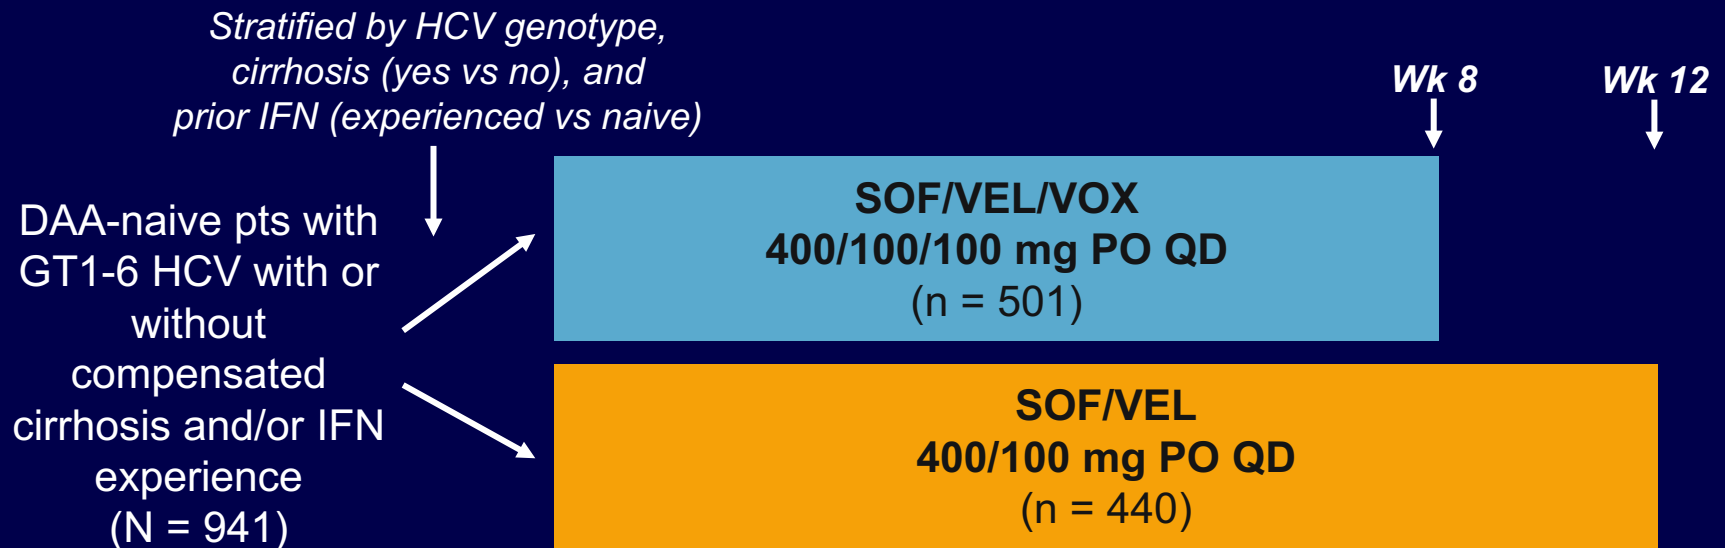 Stratified by HCV genotype,
cirrhosis (yes vs no), and
prior IFN (experienced vs naive)
Wk 8
Wk 12
DAA-naive pts with
GT1-6 HCV with or
without
compensated
cirrhosis and/or IFN
experience
(N = 941)
SOF/VEL/VOX
400/100/100 mg PO QD
(n = 501)
SOF/VEL
400/100 mg PO QD
(n = 440)